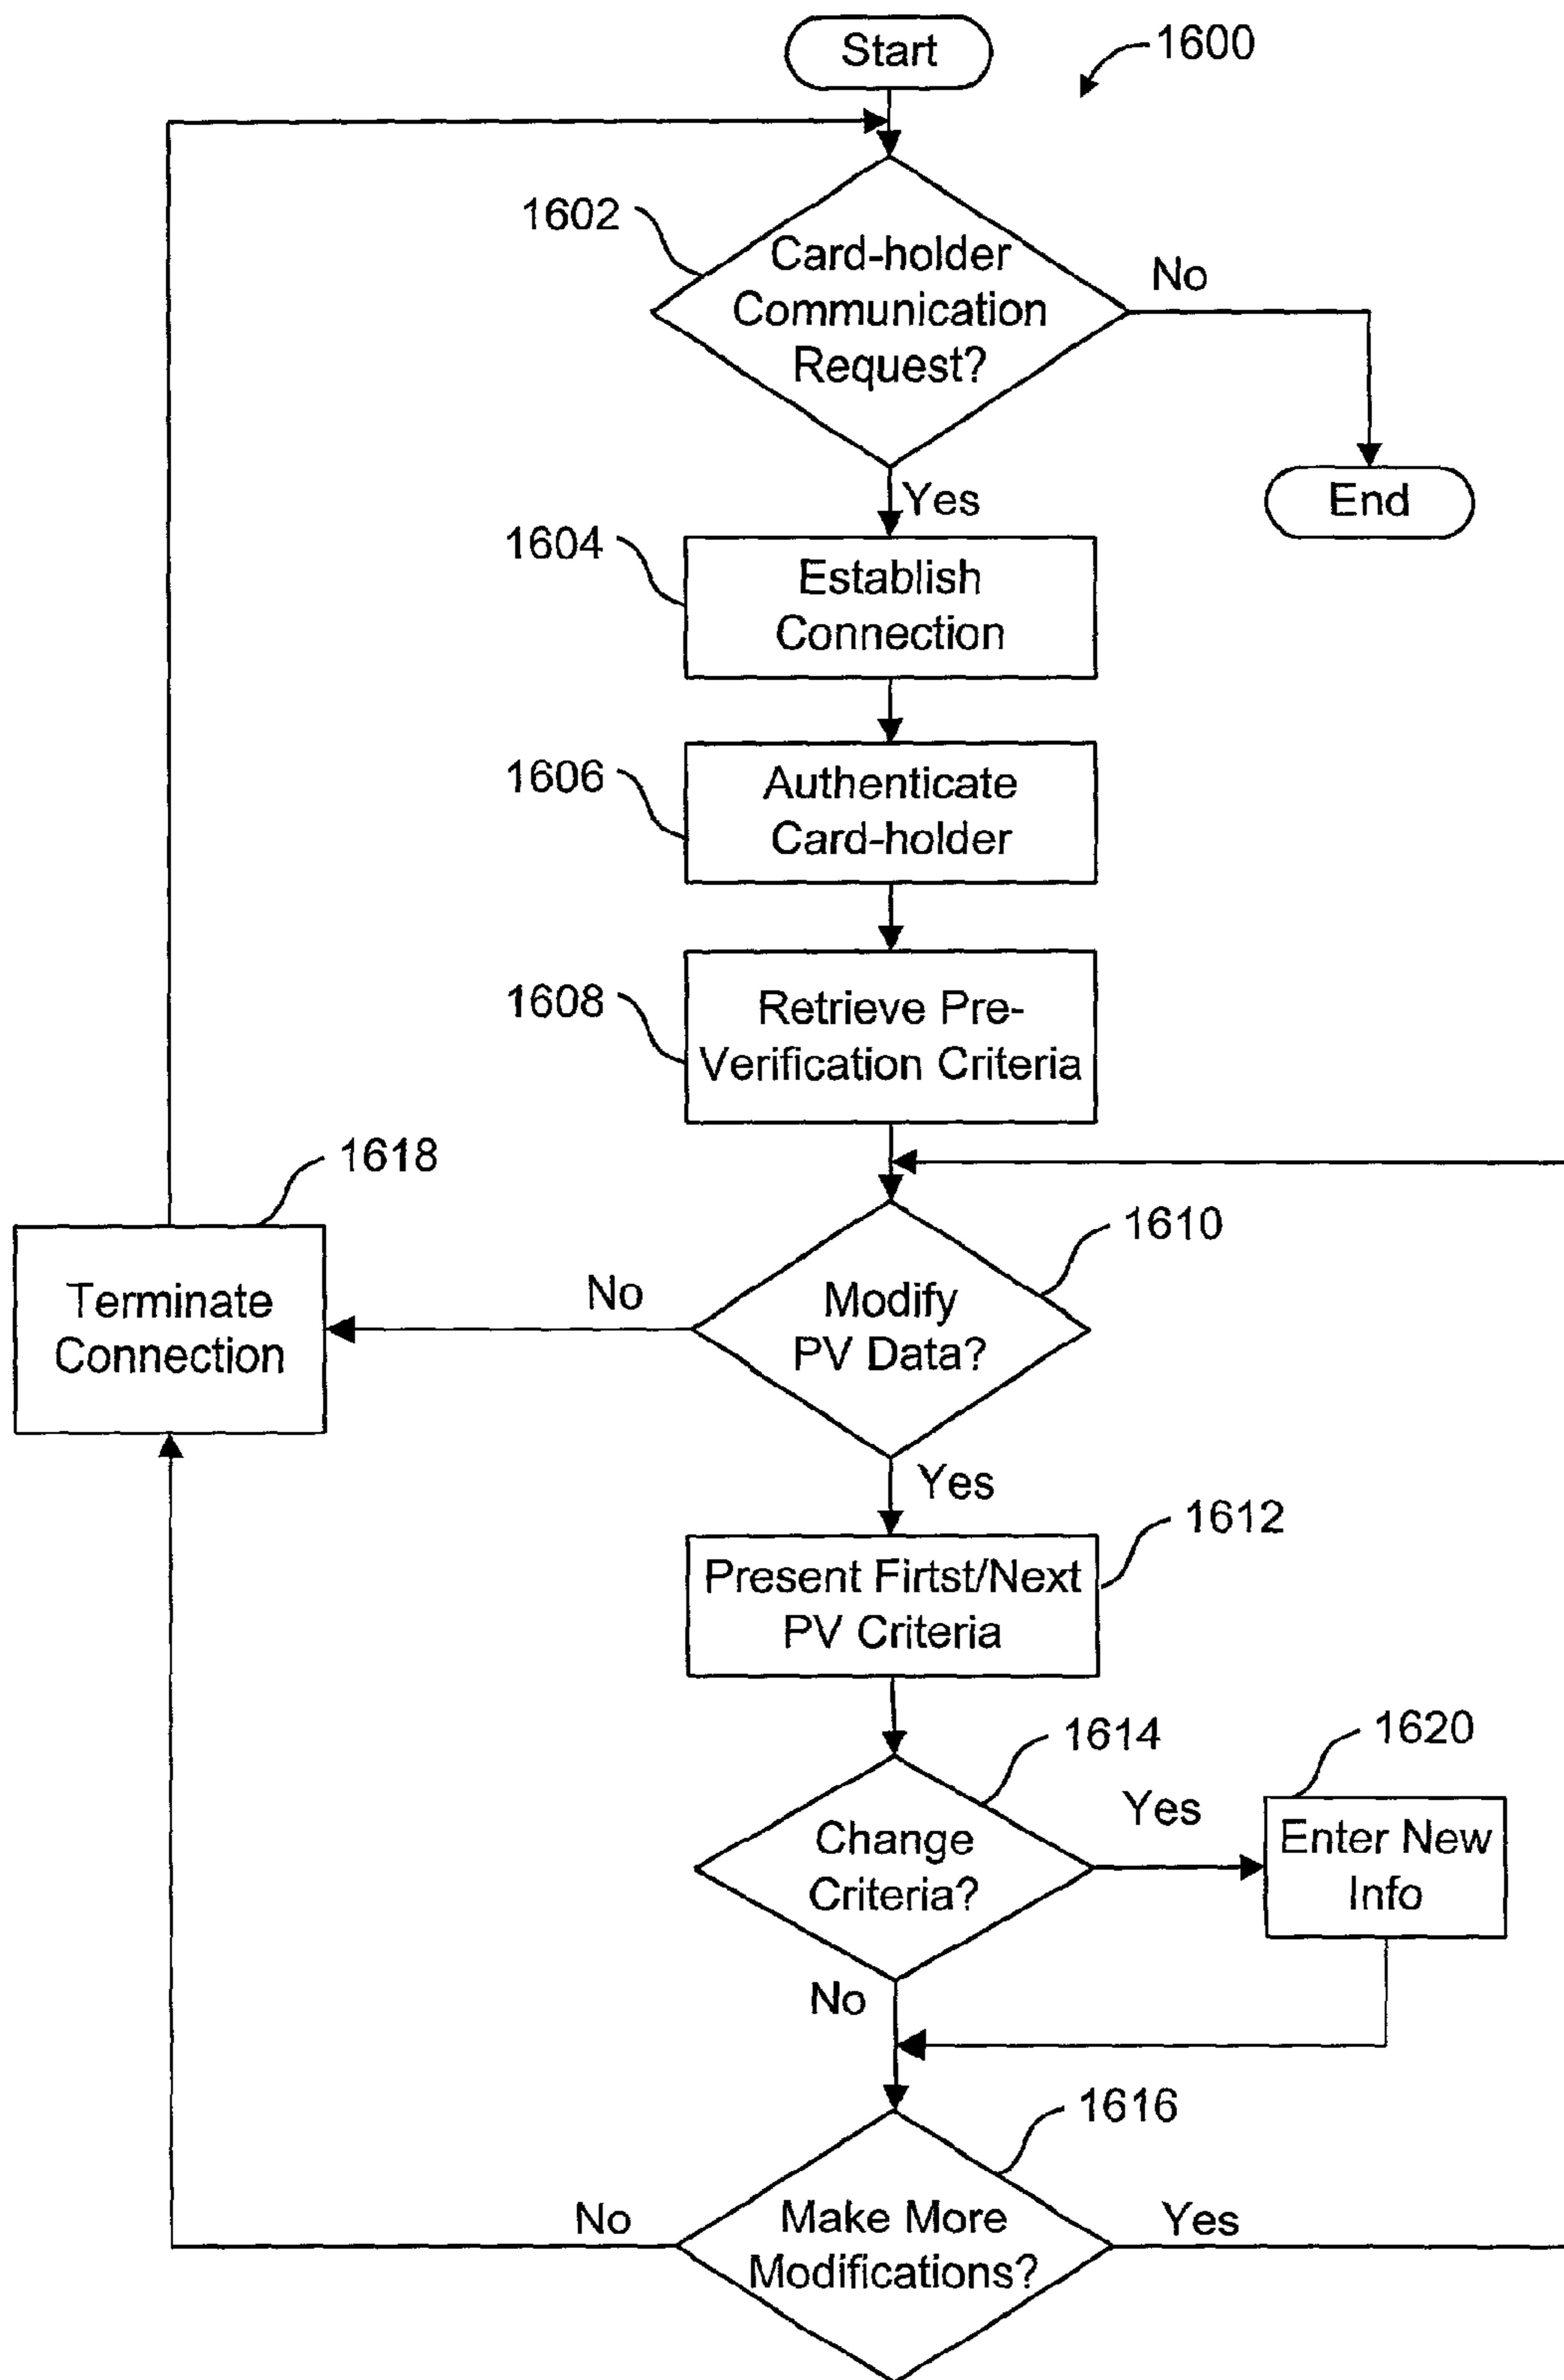 Start
1600
1602
Card-holder
Communication
Request?
No
Yes
End
1604
Establish
Connection
1606
Authenticate
Card-holder
1608
Retrieve Pre-
Verification Criteria
1618
Terminate
Connection
1610
No
Modify
PV Data?
Yes
1612
Present Firtst/Next
PV Criteria
1614
1620
Change
Criteria?
Yes
Enter New
Info
No
1616
No
Make More
Modifications?
Yes